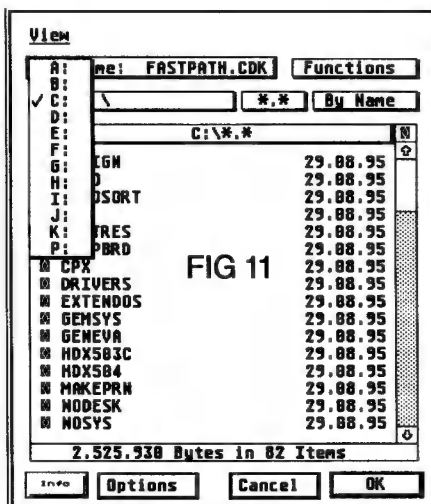 View
A: me: FASTPATH.CDK Functions
B:
✓ C: \ *.* By Name
D:
E: C:\*.*
F:
G: IGN 29.08.95
H: 29.08.95
I: OSORT 29.08.95
J: 29.08.95
K: TRES 29.08.95
P: PBRD 29.08.95
CPX 29.08.95
FIG 11
DRIVERS 29.08.95
EXTENDOS 29.08.95
GEMSYS 29.08.95
GENEVA 29.08.95
HDX583C 29.08.95
HDX584 29.08.95
MAKEPRN 29.08.95
NODESK 29.08.95
NOSYS 29.08.95
2.525.930 Bytes in 82 Items
Info Options Cancel OK